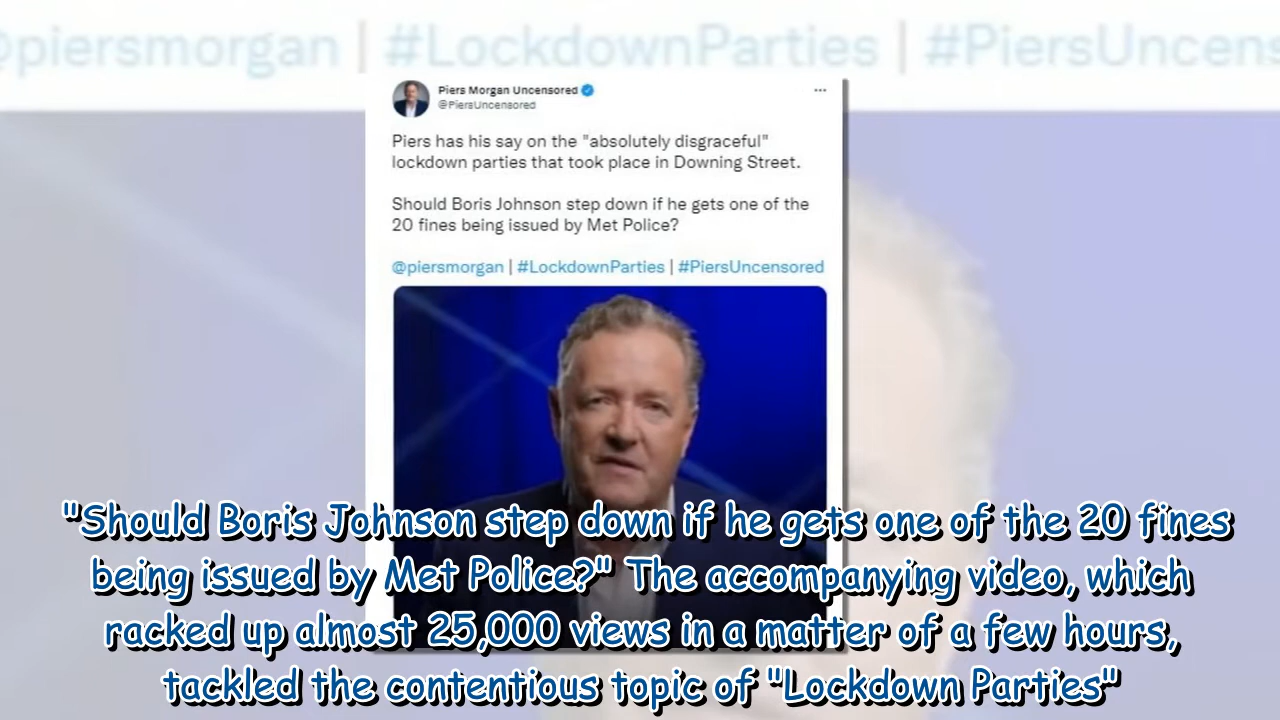 @piersmorgan | #LockdownParties | #PiersUncens
Piers Morgan Uncensored
@PiersUncensored
Piers has his say on the "absolutely disgraceful"
lockdown parties that took place in Downing Street.
Should Boris Johnson step down if he gets one of the
20 fines being issued by Met Police?
@piersmorgan | #LockdownParties | #PiersUncensored
"Should Boris Johnson step down if he gets one of the 20 fines
being issued by Met Police?" The accompanying video, which
racked up almost 25,000 views in a matter of a few hours,
tackled the contentious topic of "Lockdown Parties"